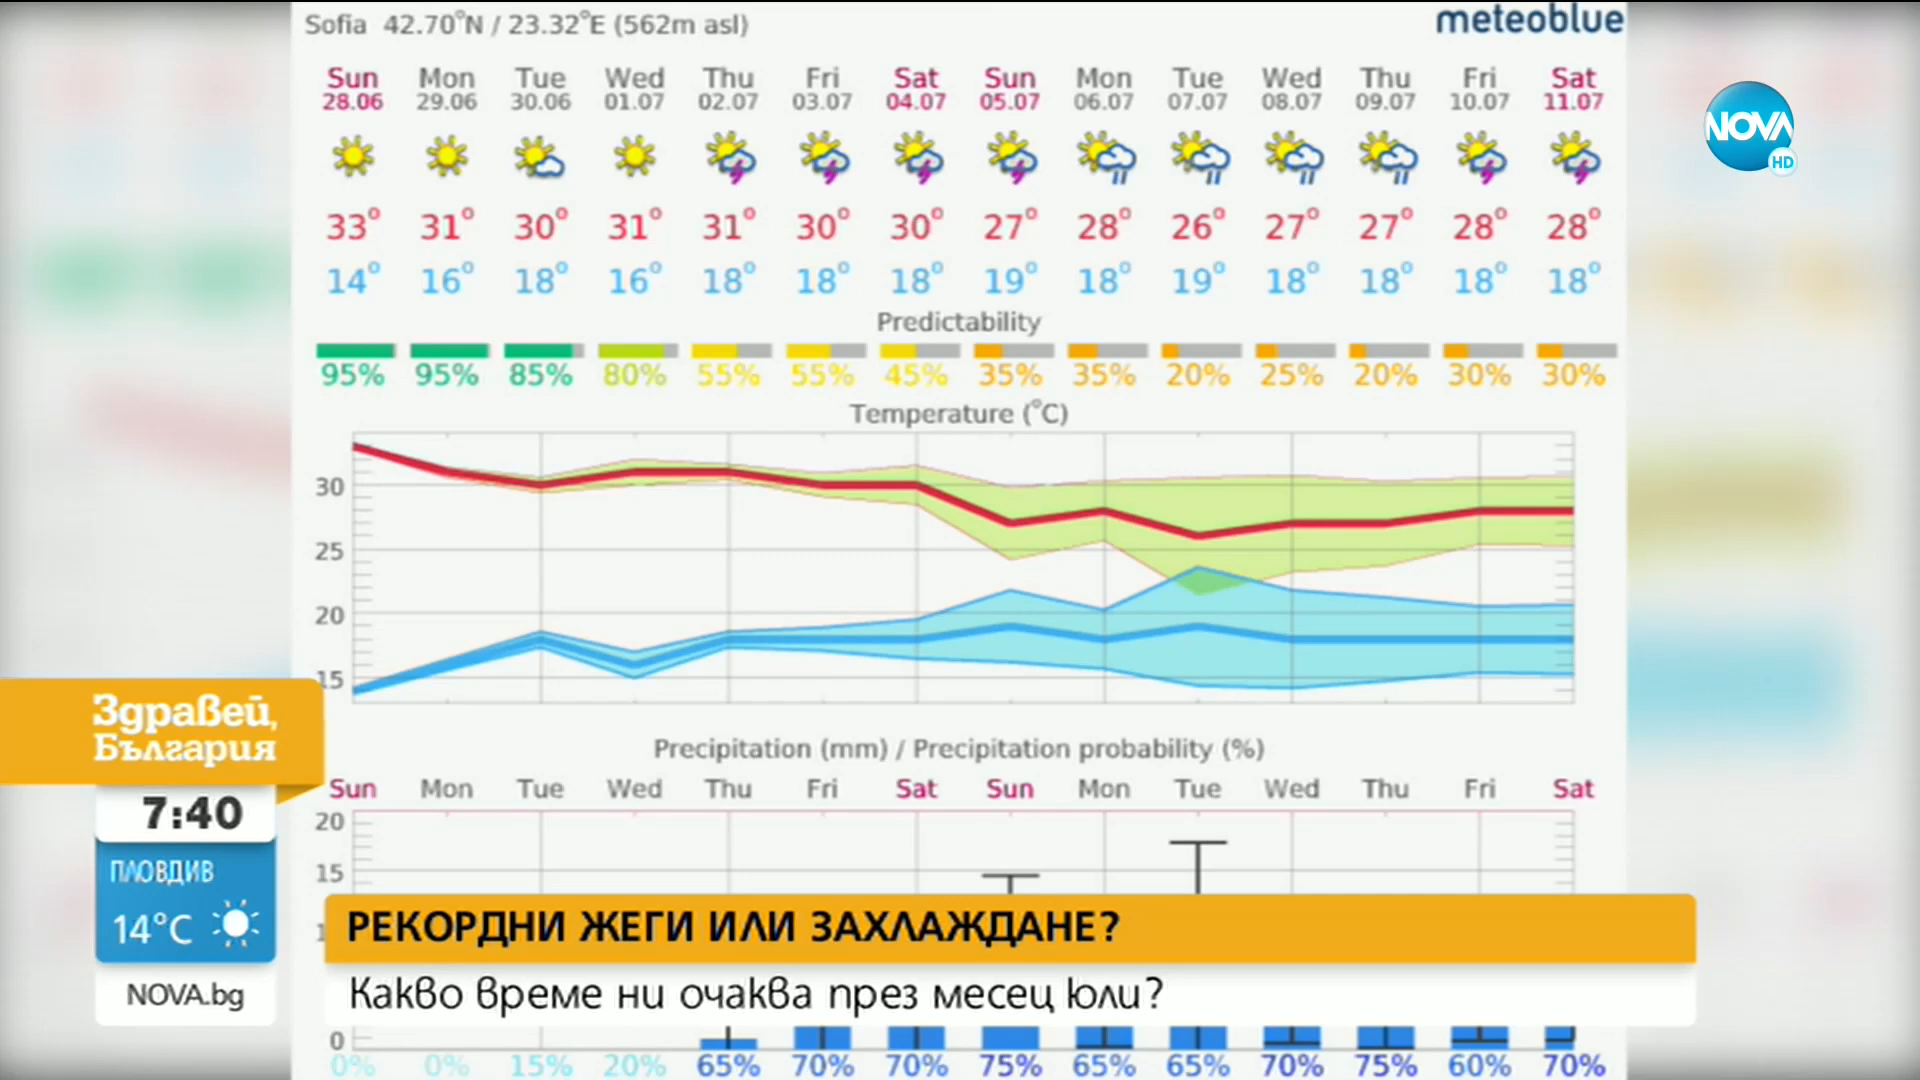 Sofia 42.70°N / 23.32°E (562m asl)
meteoblue
Sun Mon Tue Wed Thu Fri Sat Sun Mon Tue Wed Thu Fri Sat
28.06 29.06 30.06 01.07 02.07 03.07 04.07 05.07 06.07 07.07 08.07 09.07 10.07 11.07
NOVA
HD
33° 31° 30° 31° 31° 30° 30° 27° 28° 26° 27° 27° 28° 28°
14° 16° 18° 16° 18° 18° 18° 19° 18° 19° 18° 18° 18° 18°
Predictability
95% 95% 85% 80% 55% 55% 45% 35% 35% 20% 25% 20% 30% 30%
Temperature (°C)
30
25
20
15
Здравей,
България
7:40
ПЛОВДИВ
14°C
NOVA.bg
Precipitation (mm) / Precipitation probability (%)
Sun Mon Tue Wed Thu Fri Sat Sun Mon Tue Wed Thu Fri Sat
20
15
РЕКОРДНИ ЖЕГИ ИЛИ ЗАХЛАЖДАНЕ?
Какво време ни очаква през месец юли?
0
0% 0% 15% 20% 65% 70% 70% 75% 65% 65% 70% 75% 60% 70%